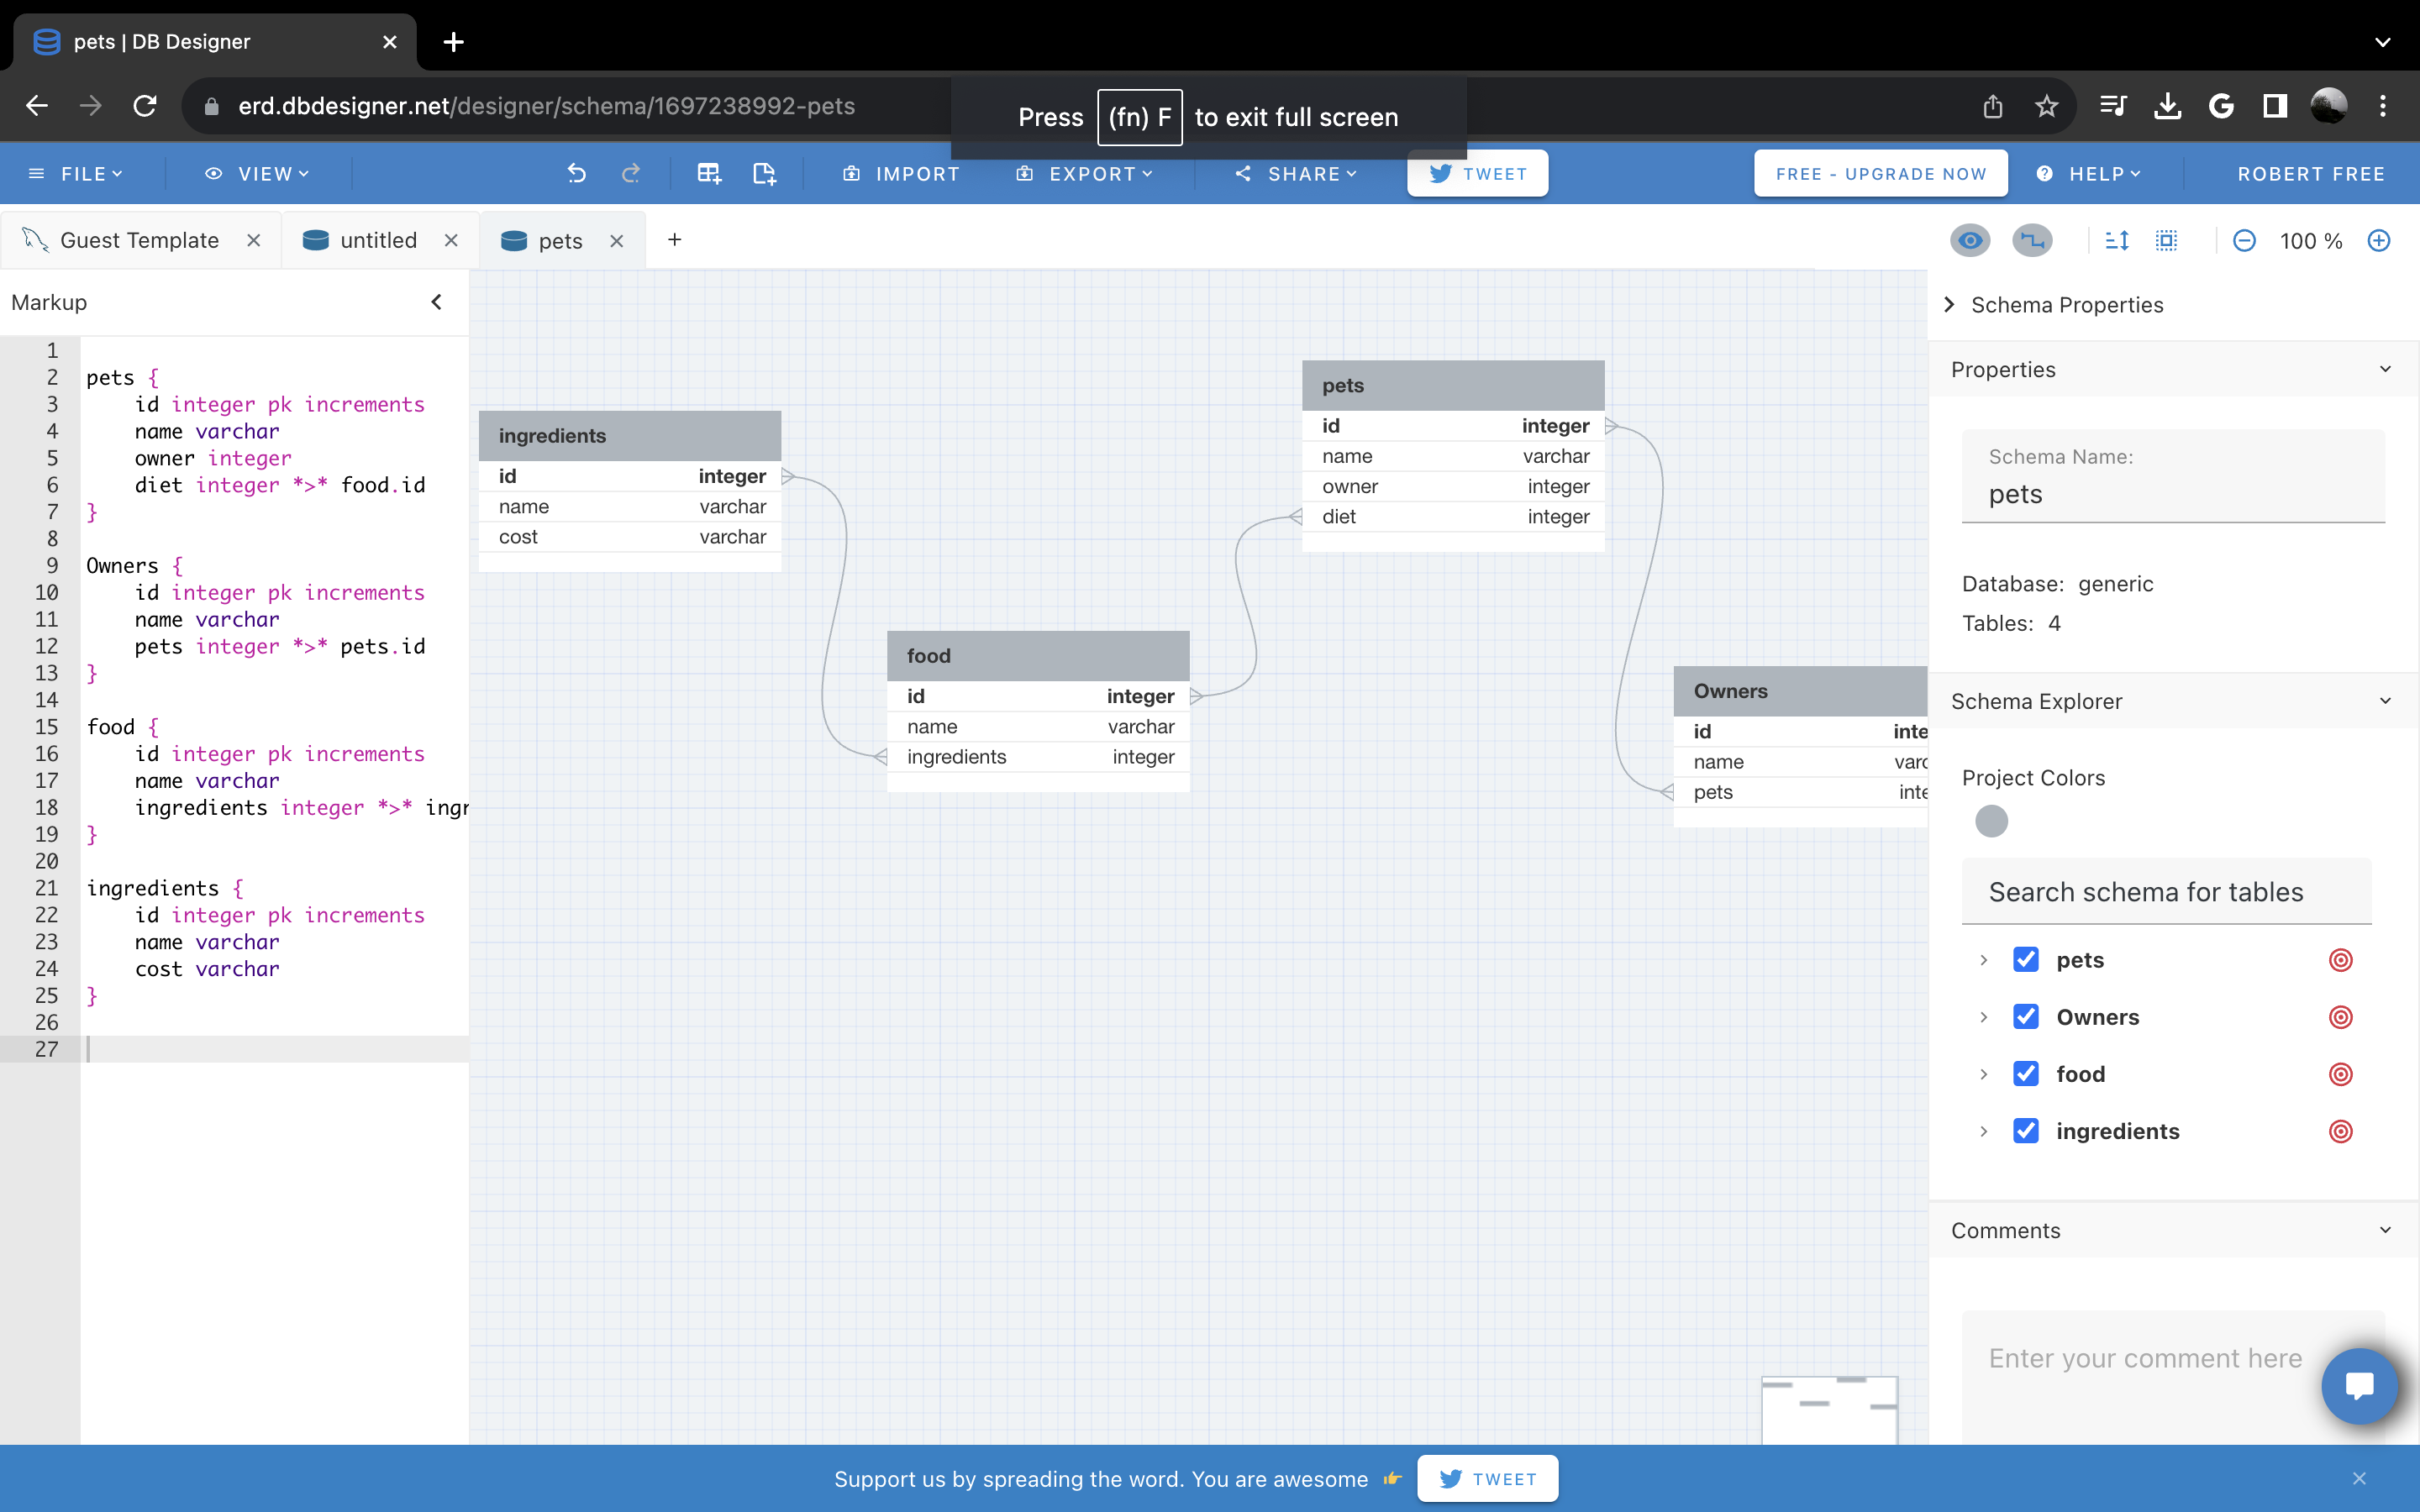 pets | DB Designer
erd.dbdesigner.net/designer/schema/1697238992-pets
Press (fn) F to exit full screen
FILE VIEW IMPORT EXPORT SHARE TWEET FREE - UPGRADE NOW HELP ROBERT FREE
Guest Template untitled pets 100 %
Markup
1
2 pets {
3 id integer pk increments
4 name varchar
5 owner integer
6 diet integer *>* food.id
7 }
8
9 Owners {
10 id integer pk increments
11 name varchar
12 pets integer *>* pets.id
13 }
14
15 food {
16 id integer pk increments
17 name varchar
18 ingredients integer *>* ingr
19 }
20
21 ingredients {
22 id integer pk increments
23 name varchar
24 cost varchar
25 }
26
27
ingredients
id integer
name varchar
cost varchar
food
id integer
name varchar
ingredients integer
pets
id integer
name varchar
owner integer
diet integer
Owners
id inte
name varc
pets inte
Schema Properties
Properties
Schema Name:
pets
Database: generic
Tables: 4
Schema Explorer
Project Colors
Search schema for tables
pets
Owners
food
ingredients
Comments
Enter your comment here
Support us by spreading the word. You are awesome TWEET